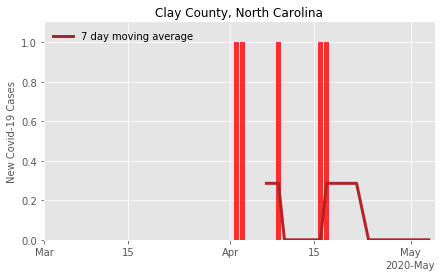 Clay County, North Carolina
7 day moving average
New Covid-19 Cases
1.0
0.8
0.6
0.4
0.2
0.0
Mar 15 Apr 15 May
2020-May